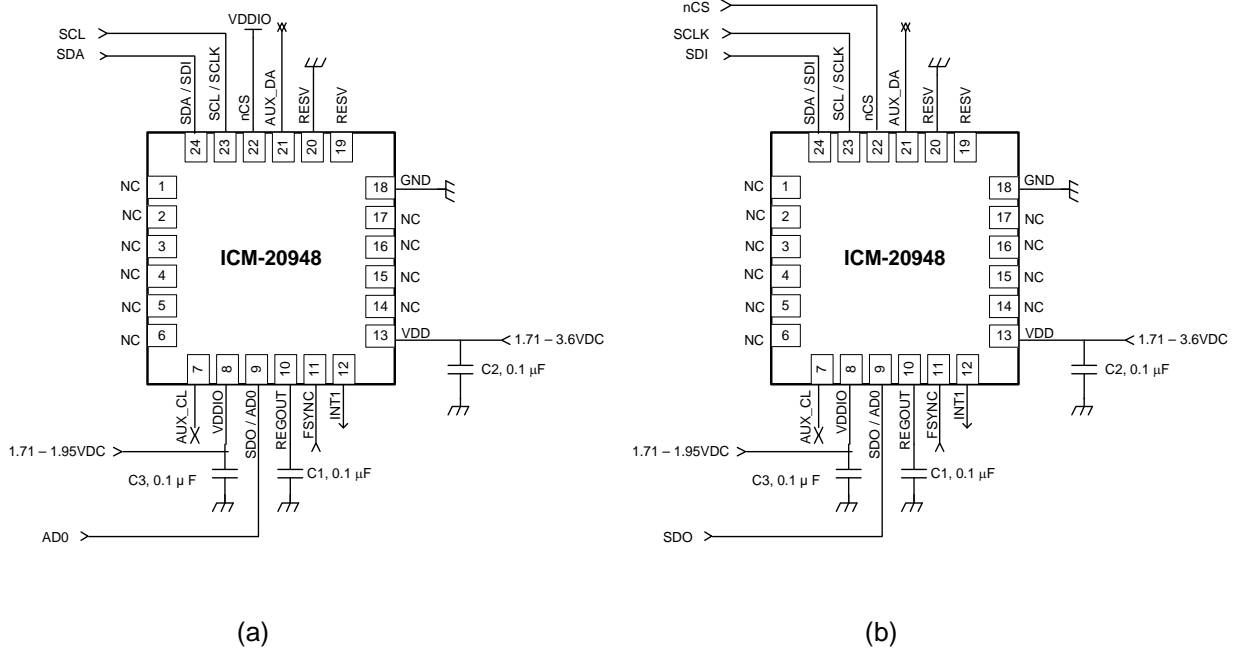 SCL
SDA
VDDIO
SDA / SDI
SCL / SCLK
nCS
AUX_DA
RESV
RESV
24
23
22
21
20
19
NC 1
NC 2
NC 3
NC 4
NC 5
NC 6
ICM-20948
18 GND
17 NC
16 NC
15 NC
14 NC
13 VDD
1.71 – 3.6VDC
C2, 0.1 µF
7
8
9
10
11
12
AUX_CL
VDDIO
SDO / AD0
REGOUT
FSYNC
INT1
1.71 – 1.95VDC
C3, 0.1 µ F
C1, 0.1 µF
AD0
(a)
nCS
SCLK
SDI
SDA / SDI
SCL / SCLK
nCS
AUX_DA
RESV
RESV
24
23
22
21
20
19
NC 1
NC 2
NC 3
NC 4
NC 5
NC 6
ICM-20948
18 GND
17 NC
16 NC
15 NC
14 NC
13 VDD
1.71 – 3.6VDC
C2, 0.1 µF
7
8
9
10
11
12
AUX_CL
VDDIO
SDO / AD0
REGOUT
FSYNC
INT1
1.71 – 1.95VDC
C3, 0.1 µ F
C1, 0.1 µF
SDO
(b)